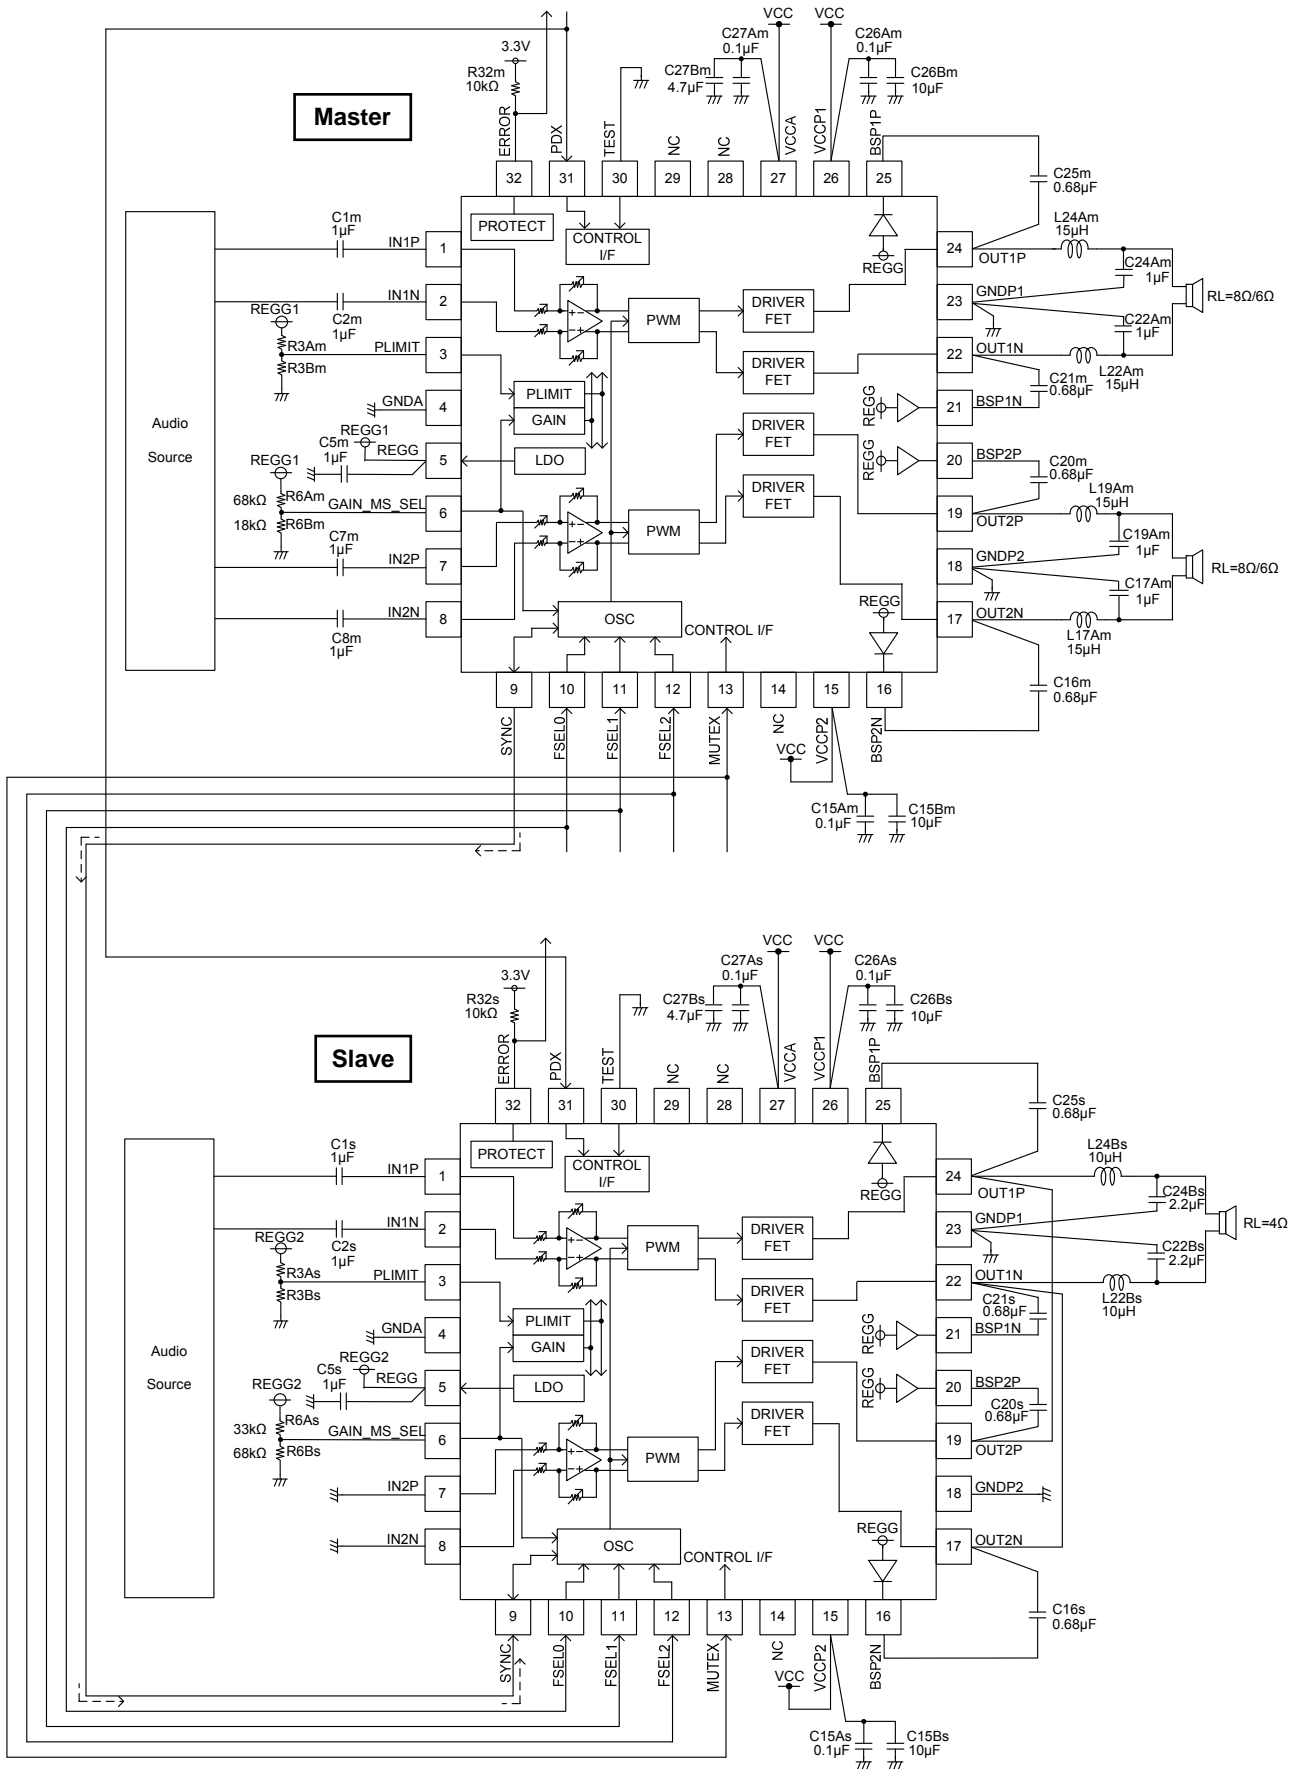 VCC
VCC
C27Am
0.1µF
C26Am
0.1µF
3.3V
R32m
10kΩ
C27Bm
4.7µF
C26Bm
10µF
Master
ERROR
PDX
TEST
NC
NC
VCCA
VCCP1
BSP1P
32
31
30
29
28
27
26
25
C25m
0.68µF
PROTECT
CONTROL
I/F
REGG
C1m
1µF
IN1P
1
24
OUT1P
L24Am
15µH
C24Am
1µF
IN1N
2
C2m
1µF
23
GNDP1
RL=8Ω/6Ω
REGG1
R3Am
R3Bm
PLIMIT
3
PWM
DRIVER
FET
DRIVER
FET
C22Am
1µF
22
OUT1N
L22Am
15µH
C21m
0.68µF
GNDA
4
PLIMIT
GAIN
REGG
21
BSP1N
Audio
Source
REGG1
C5m
1µF
REGG
5
LDO
DRIVER
FET
REGG
20
BSP2P
C20m
0.68µF
REGG1
68kΩ
R6Am
18kΩ
R6Bm
GAIN_MS_SEL
6
DRIVER
FET
19
OUT2P
L19Am
15µH
C19Am
1µF
PWM
C7m
1µF
IN2P
7
18
GNDP2
RL=8Ω/6Ω
C17Am
1µF
C8m
1µF
IN2N
8
OSC
CONTROL I/F
REGG
17
OUT2N
L17Am
15µH
9
10
11
12
13
14
15
16
C16m
0.68µF
SYNC
FSEL0
FSEL1
FSEL2
MUTEX
NC
VCCP2
BSP2N
VCC
C15Am
0.1µF
C15Bm
10µF
VCC
VCC
C27As
0.1µF
C26As
0.1µF
3.3V
R32s
10kΩ
C27Bs
4.7µF
C26Bs
10µF
Slave
ERROR
PDX
TEST
NC
NC
VCCA
VCCP1
BSP1P
32
31
30
29
28
27
26
25
C25s
0.68µF
PROTECT
CONTROL
I/F
REGG
C1s
1µF
IN1P
1
24
OUT1P
L24Bs
10µH
C24Bs
2.2µF
IN1N
2
C2s
1µF
23
GNDP1
RL=4Ω
REGG2
R3As
R3Bs
PLIMIT
3
PWM
DRIVER
FET
DRIVER
FET
C22Bs
2.2µF
22
OUT1N
L22Bs
10µH
C21s
0.68µF
GNDA
4
PLIMIT
GAIN
REGG
21
BSP1N
Audio
Source
REGG2
C5s
1µF
REGG
5
LDO
DRIVER
FET
REGG
20
BSP2P
C20s
0.68µF
REGG2
33kΩ
R6As
68kΩ
R6Bs
GAIN_MS_SEL
6
DRIVER
FET
19
OUT2P
PWM
IN2P
7
18
GNDP2
IN2N
8
OSC
CONTROL I/F
REGG
17
OUT2N
9
10
11
12
13
14
15
16
C16s
0.68µF
SYNC
FSEL0
FSEL1
FSEL2
MUTEX
NC
VCCP2
BSP2N
VCC
C15As
0.1µF
C15Bs
10µF